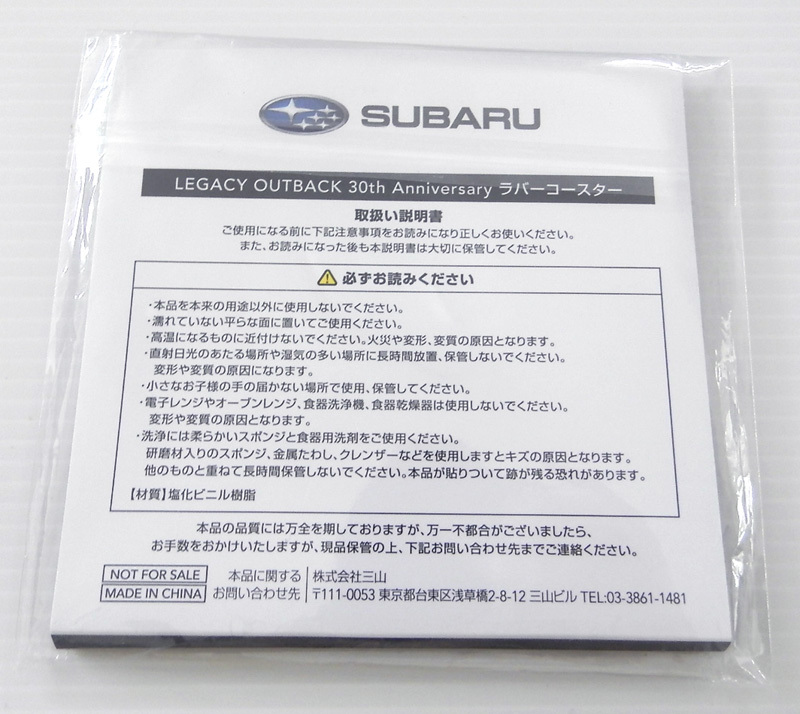 SUBARU
LEGACY OUTBACK 30th Anniversary ラバーコースター
取扱い説明書
ご使用になる前に下記注意事項をお読みになり正しくお使いください。
また、お読みになった後も本説明書は大切に保管してください。
必ずお読みください
・本品を本来の用途以外に使用しないでください。
・濡れていない平らな面に置いてご使用ください。
・高温になるものに近付けないでください。火災や変形、変質の原因となります。
・直射日光のあたる場所や湿気の多い場所に長時間放置、保管しないでください。
変形や変質の原因になります。
・小さなお子様の手の届かない場所で使用、保管してください。
・電子レンジやオーブンレンジ、食器洗浄機、食器乾燥器は使用しないでください。
変形や変質の原因となります。
・洗浄には柔らかいスポンジと食器用洗剤をご使用ください。
研磨材入りのスポンジ、金属たわし、クレンザーなどを使用しますとキズの原因となります。
他のものと重ねて長時間保管しないでください。本品が貼りついて跡が残る恐れがあります。
【材質】塩化ビニル樹脂
本品の品質には万全を期しておりますが、万一不都合がございましたら、
お手数をおかけいたしますが、現品保管の上、下記お問い合わせ先までご連絡ください。
NOT FOR SALE 本品に関する 株式会社三山
MADE IN CHINA お問い合わせ先 〒111-0053 東京都台東区浅草橋2-8-12 三山ビル TEL:03-3861-1481